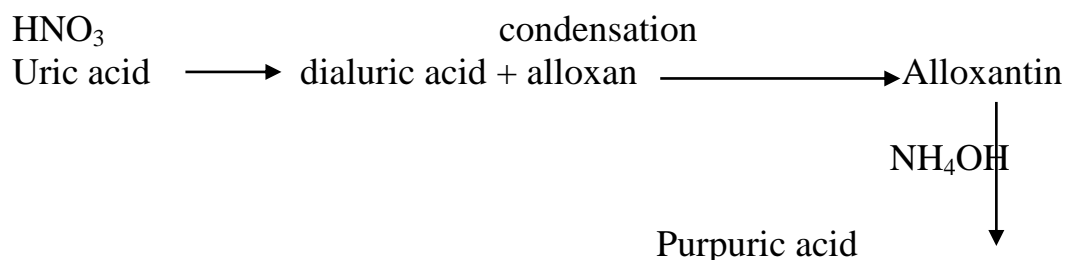 HNO₃ condensation
Uric acid dialuric acid + alloxan Alloxantin
NH₄OH
Purpuric acid